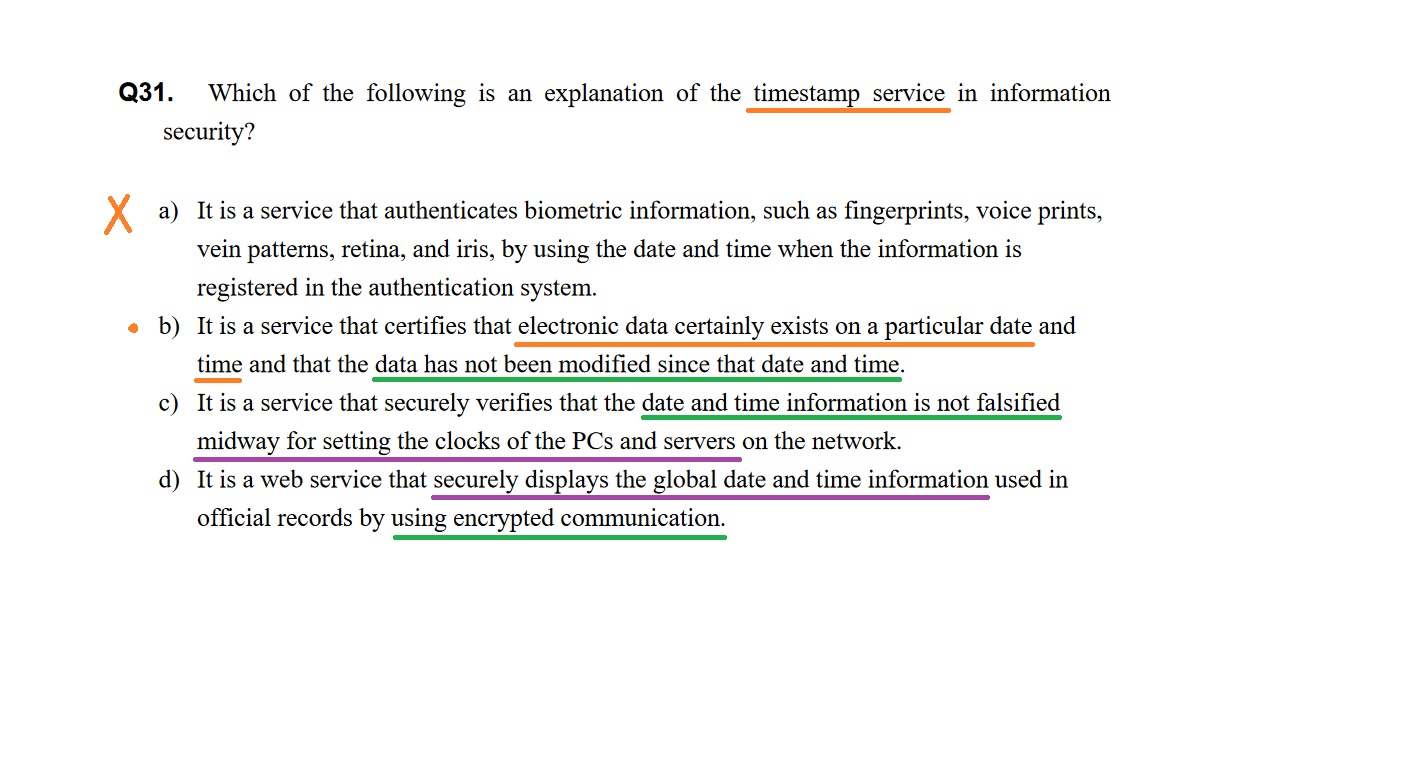 Q31. Which of the following is an explanation of the timestamp service in information
security?
X a) It is a service that authenticates biometric information, such as fingerprints, voice prints,
vein patterns, retina, and iris, by using the date and time when the information is
registered in the authentication system.
b) It is a service that certifies that electronic data certainly exists on a particular date and
time and that the data has not been modified since that date and time.
c) It is a service that securely verifies that the date and time information is not falsified
midway for setting the clocks of the PCs and servers on the network.
d) It is a web service that securely displays the global date and time information used in
official records by using encrypted communication.